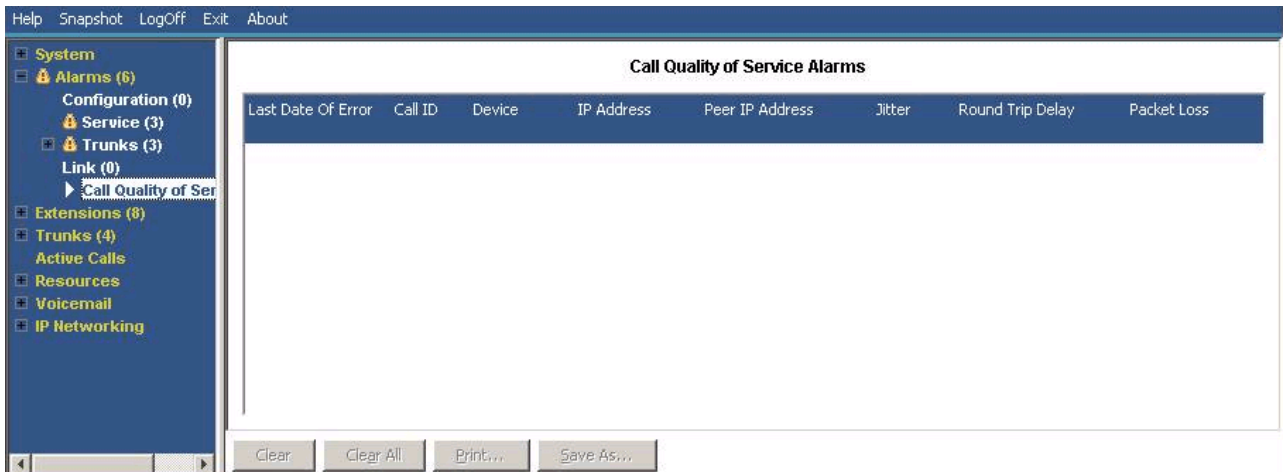 Help Snapshot LogOff Exit About
System
Alarms (6)
Configuration (0)
Service (3)
Trunks (3)
Link (0)
Call Quality of Ser
Extensions (8)
Trunks (4)
Active Calls
Resources
Voicemail
IP Networking
Call Quality of Service Alarms
Last Date Of Error Call ID Device IP Address Peer IP Address Jitter Round Trip Delay Packet Loss
Clear Clear All Print... Save As...